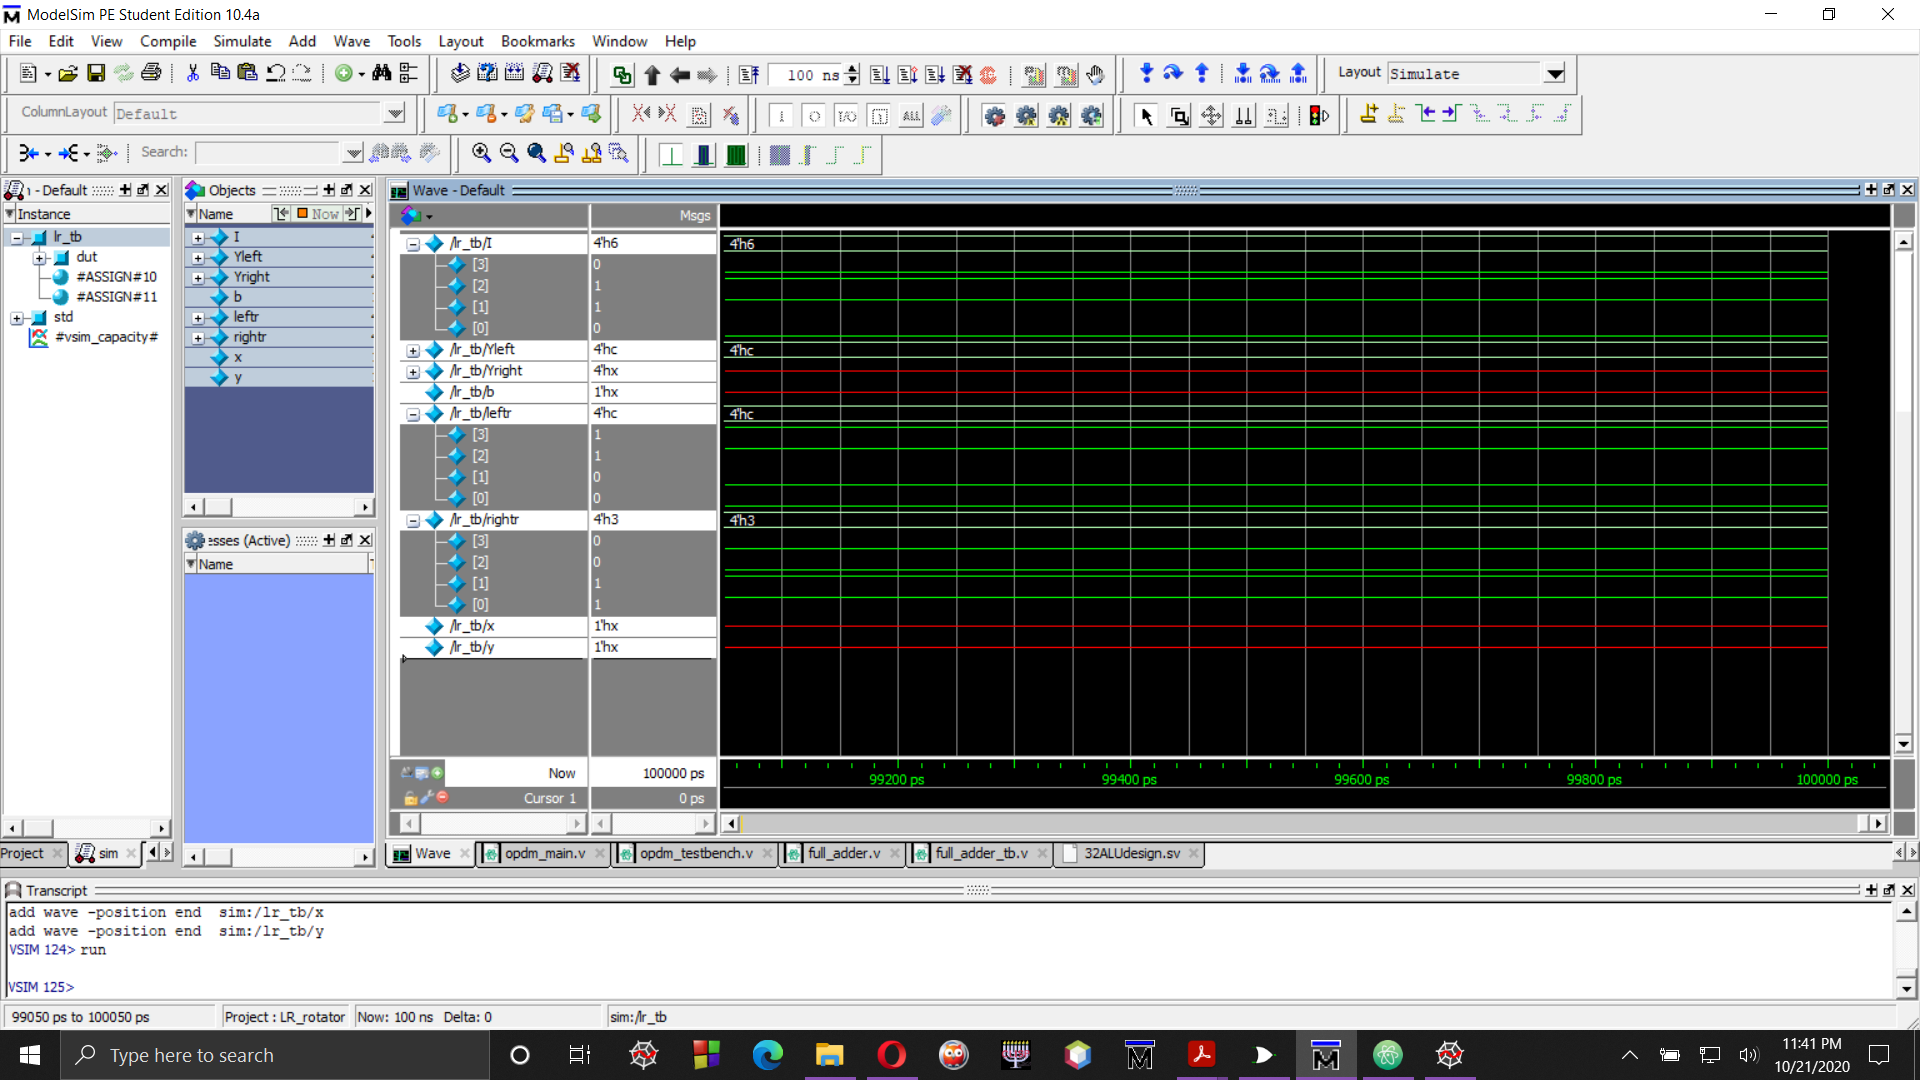 ModelSim PE Student Edition 10.4a
File Edit View Compile Simulate Add Wave Tools Layout Bookmarks Window Help
100 ns
Layout Simulate
ColumnLayout Default
I/O
ALL
Search:
- Default
Instance
lr_tb
dut
#ASSIGN#10
#ASSIGN#11
std
#vsim_capacity#
Project
sim
Objects
Name
Now
I
Yleft
Yright
b
leftr
rightr
x
y
esses (Active)
Name
Wave - Default
Msgs
/lr_tb/I 4'h6 4'h6
[3] 0
[2] 1
[1] 1
[0] 0
/lr_tb/Yleft 4'hc 4'hc
/lr_tb/Yright 4'hx
/lr_tb/b 1'hx
/lr_tb/leftr 4'hc 4'hc
[3] 1
[2] 1
[1] 0
[0] 0
/lr_tb/rightr 4'h3 4'h3
[3] 0
[2] 0
[1] 1
[0] 1
/lr_tb/x 1'hx
/lr_tb/y 1'hx
Now 100000 ps
99200 ps 99400 ps 99600 ps 99800 ps 100000 ps
Cursor 1 0 ps
Wave opdm_main.v opdm_testbench.v full_adder.v full_adder_tb.v 32ALUdesign.sv
Transcript
add wave -position end sim:/lr_tb/x
add wave -position end sim:/lr_tb/y
VSIM 124> run
VSIM 125>
99050 ps to 100050 ps Project : LR_rotator Now: 100 ns Delta: 0 sim:/lr_tb
Type here to search
11:41 PM
10/21/2020